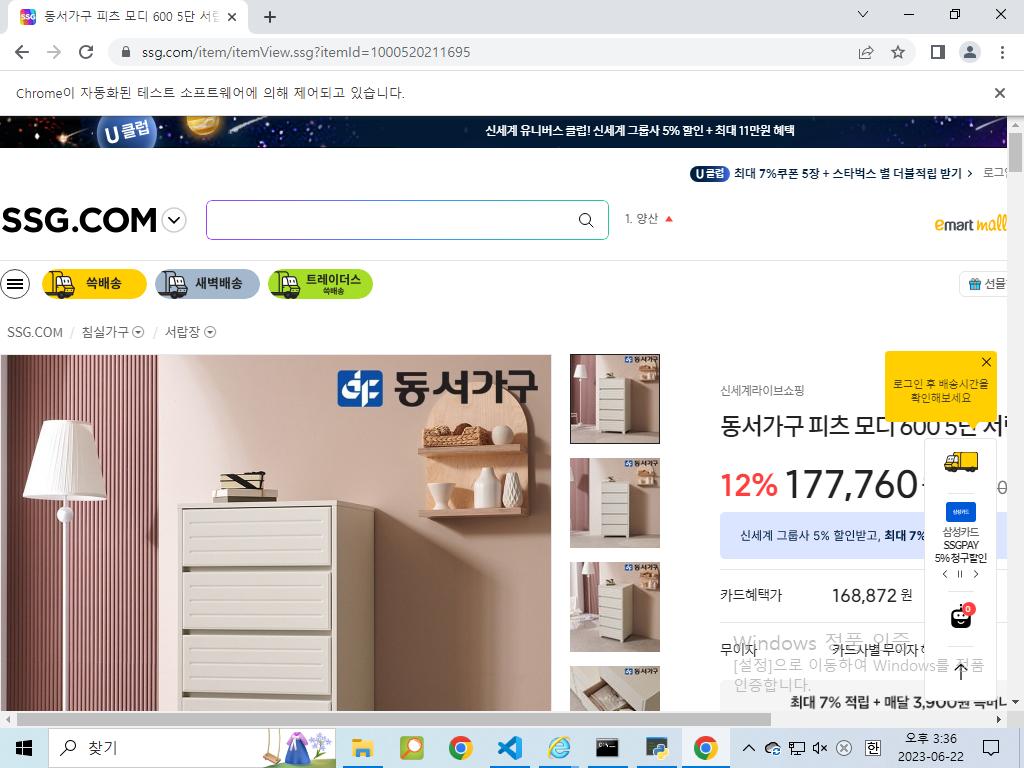 동서가구 피츠 모디 600 5단 서랍
ssg.com/item/itemView.ssg?itemId=1000520211695
Chrome이 자동화된 테스트 소프트웨어에 의해 제어되고 있습니다.
U클럽
신세계 유니버스 클럽! 신세계 그룹사 5% 할인 + 최대 11만원 혜택
U클럽 최대 7%쿠폰 5장 + 스타벅스 별 더블적립 받기
SSG.COM
1. 양산
emart mall
쓱배송
새벽배송
트레이더스
쓱배송
선물
SSG.COM / 침실가구 / 서랍장
동서가구
신세계라이브쇼핑
로그인 후 배송시간을
확인해보세요
동서가구 피츠 모디 600 5단
12% 177,760
신세계 그룹사 5% 할인받고, 최대 7%
삼성카드
삼성카드
SSGPAY
5% 청구할인
카드혜택가 168,872 원
0
무이자 카드사별 무이자
Windows 정품 인증
[설정]으로 이동하여 Windows를 정품
인증합니다.
최대 7% 적립 + 매달 3,900원
찾기
오후 3:36
한
2023-06-22